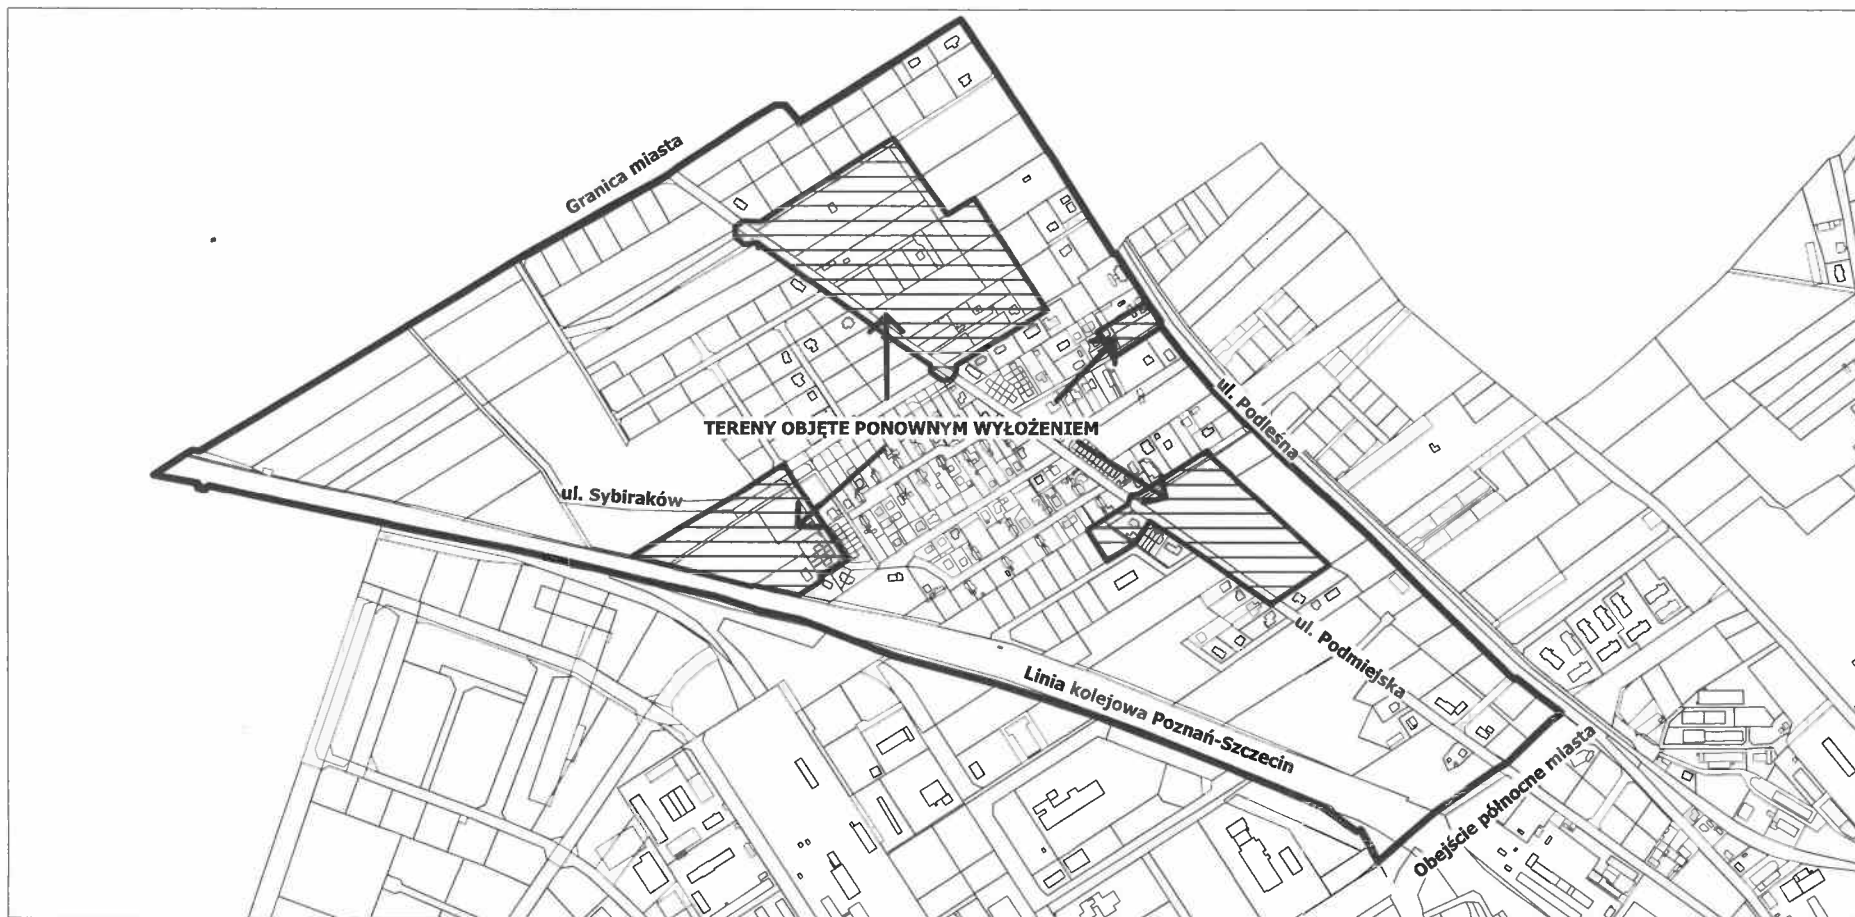 Granica miasta
ul. Podleśna
TERENY OBJĘTE PONOWNYM WYŁOŻENIEM
ul. Sybiraków
ul. Podmiejska
Linia kolejowa Poznań-Szczecin
Obejście północne miasta